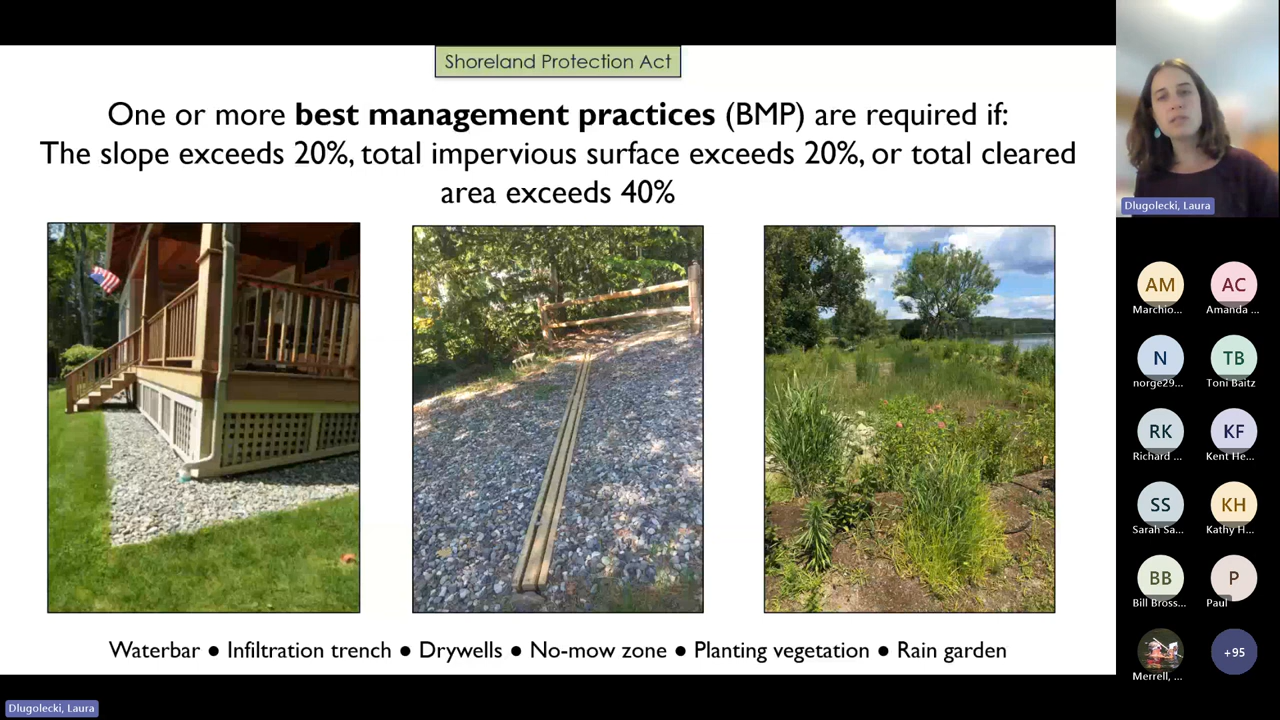 Shoreland Protection Act
One or more best management practices (BMP) are required if:
The slope exceeds 20%, total impervious surface exceeds 20%, or total cleared
area exceeds 40%
Waterbar ● Infiltration trench ● Drywells ● No-mow zone ● Planting vegetation ● Rain garden
Dlugolecki, Laura
AM
Marchio...
AC
Amanda ...
N
norge29...
TB
Toni Baitz
RK
Richard ...
KF
Kent He...
SS
Sarah Sa...
KH
Kathy H...
BB
Bill Bross...
P
Paul
Merrell, ...
+95
Dlugolecki, Laura